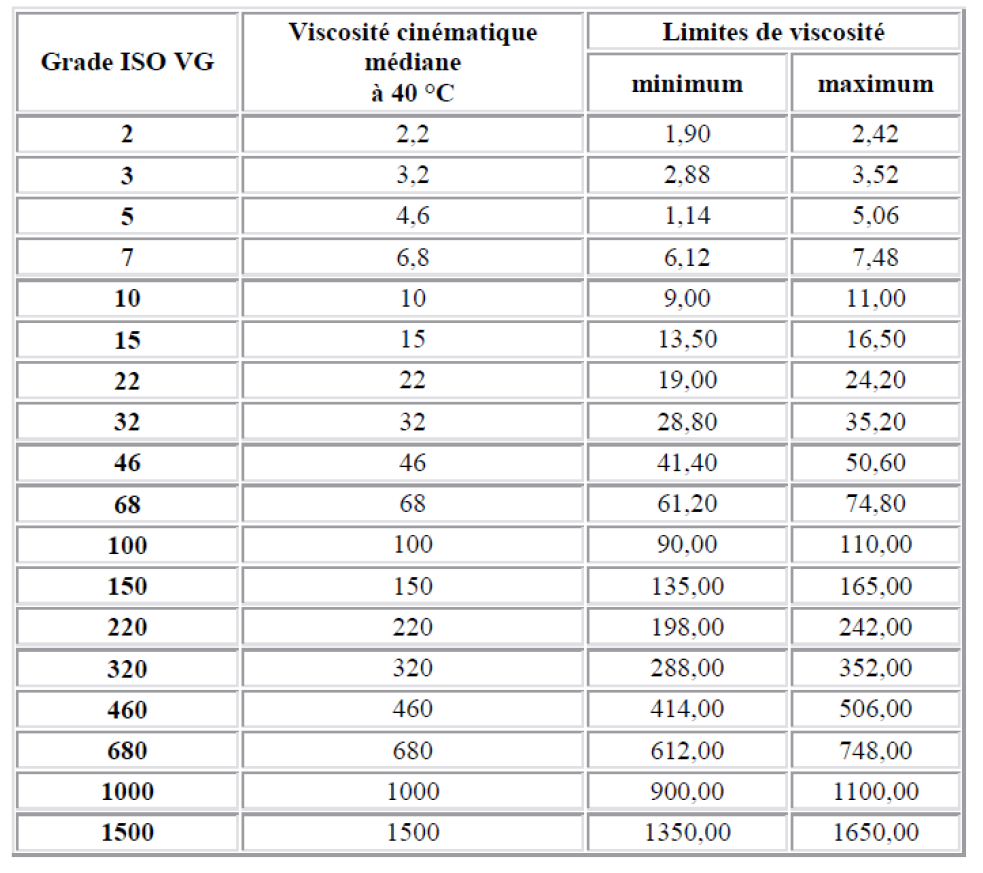 Grade ISO VG Viscosité cinématique médiane à 40 °C Limites de viscosité
minimum maximum
2 2,2 1,90 2,42
3 3,2 2,88 3,52
5 4,6 1,14 5,06
7 6,8 6,12 7,48
10 10 9,00 11,00
15 15 13,50 16,50
22 22 19,00 24,20
32 32 28,80 35,20
46 46 41,40 50,60
68 68 61,20 74,80
100 100 90,00 110,00
150 150 135,00 165,00
220 220 198,00 242,00
320 320 288,00 352,00
460 460 414,00 506,00
680 680 612,00 748,00
1000 1000 900,00 1100,00
1500 1500 1350,00 1650,00